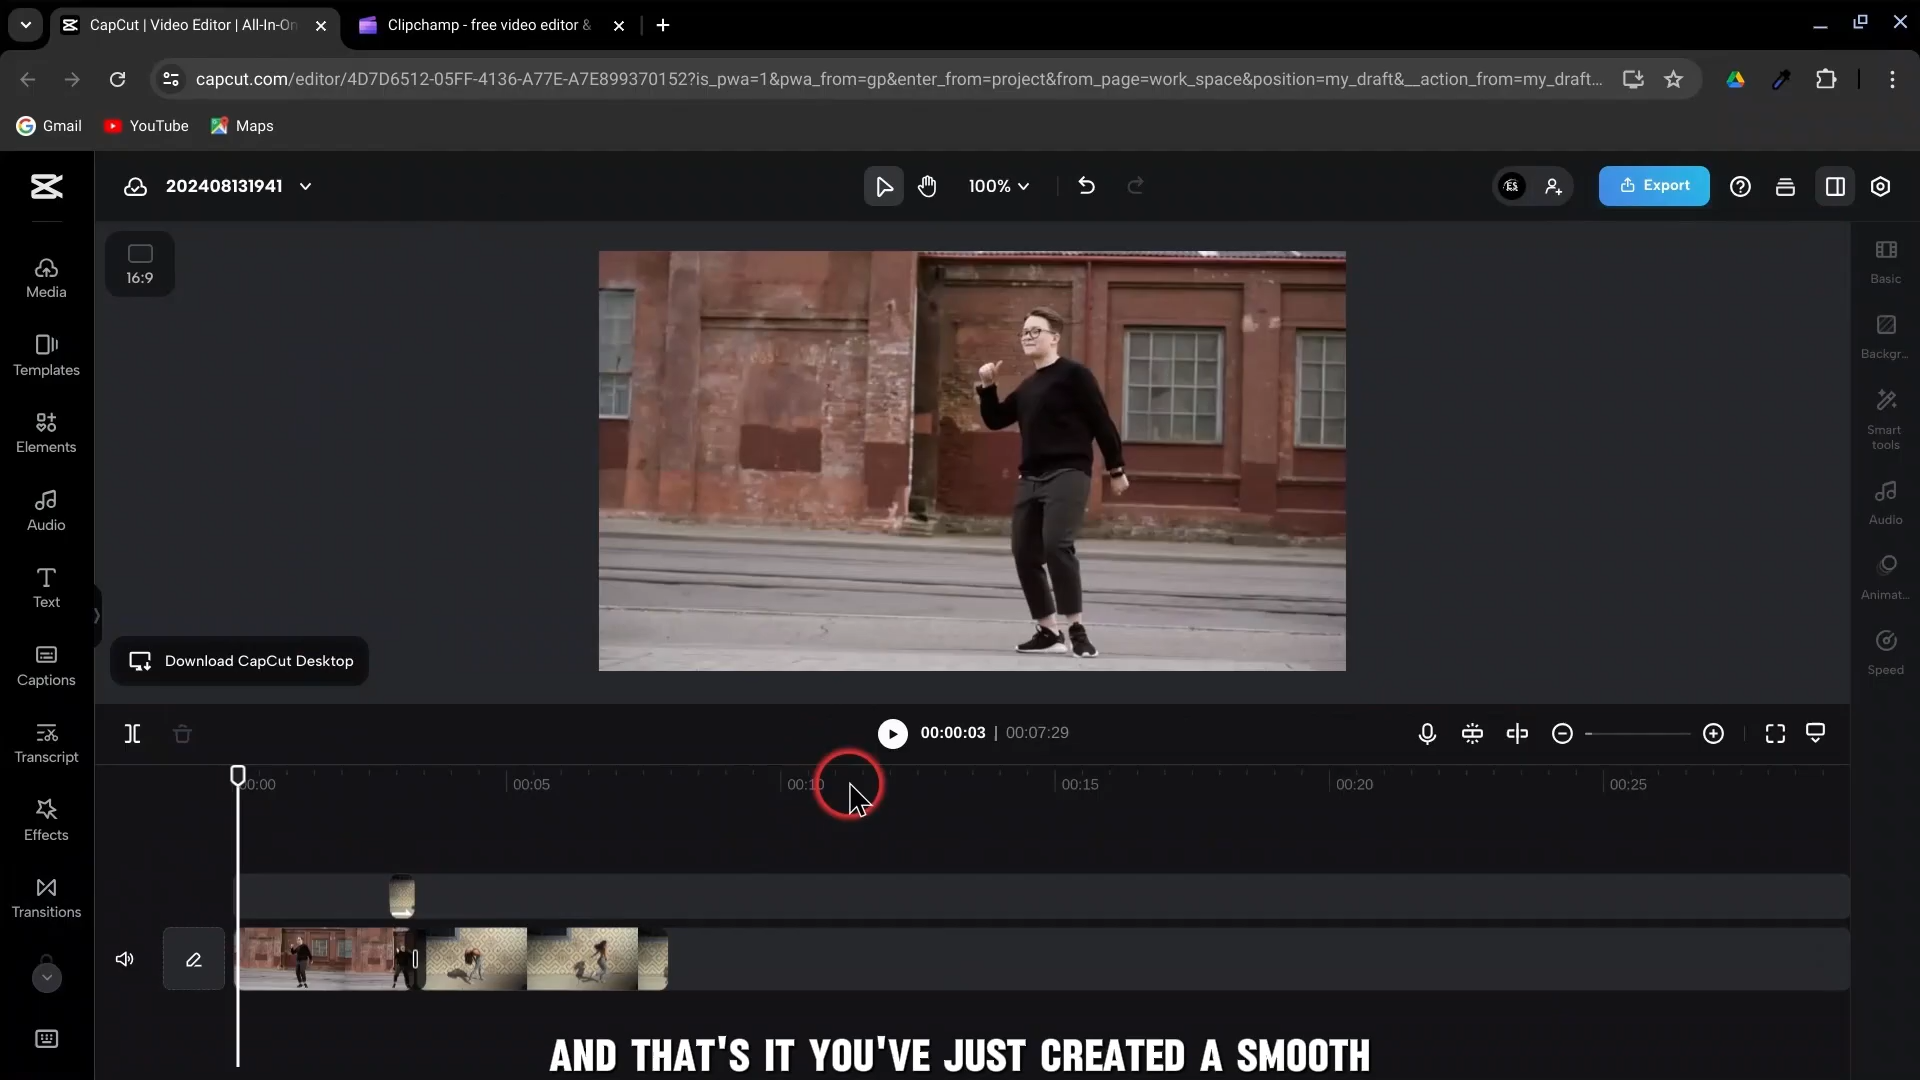 CapCut | Video Editor | All-In-On
Clipchamp - free video editor &
capcut.com/editor/4D7D6512-05FF-4136-A77E-A7E899370152?is_pwa=1&pwa_from=gp&enter_from=project&from_page=work_space&position=my_draft&__action_from=my_draft...
Gmail
YouTube
Maps
202408131941
100%
ES
Export
16:9
Media
Templates
Elements
Audio
Text
Captions
Transcript
Effects
Transitions
Download CapCut Desktop
Basic
Backgr...
Smart
tools
Audio
Animat...
Speed
00:00:03 | 00:07:29
00:00
00:05
00:10
00:15
00:20
00:25
AND THAT'S IT YOU'VE JUST CREATED A SMOOTH